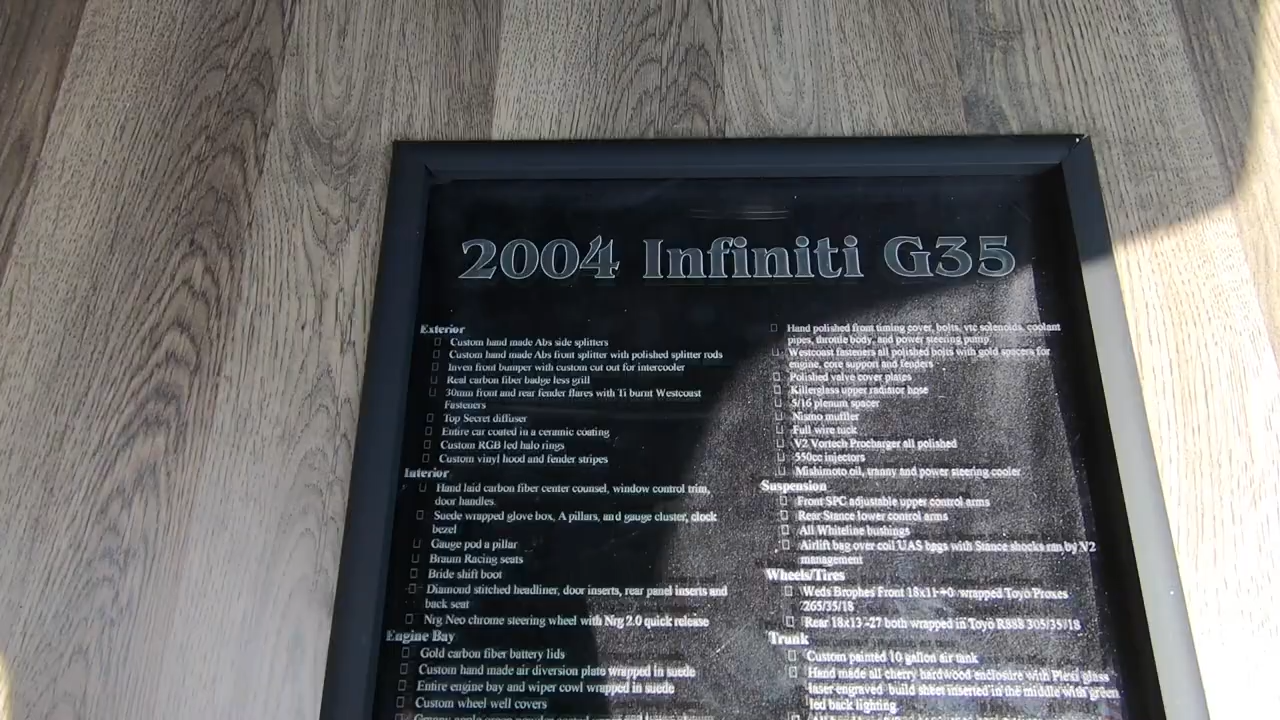 2004 Infiniti G35
Exterior
Custom hand made Abs side splitters
Custom hand made Abs front splitter with polished splitter rods
Inven front bumper with custom cut out for intercooler
Real carbon fiber badge less grill
30mm front and rear fender flares with Ti burnt Westcoast
Fasteners
Top Secret diffuser
Entire car coated in a ceramic coating
Custom RGB led halo rings
Custom vinyl hood and fender stripes
Interior
Hand laid carbon fiber center counsel, window control trim,
door handles.
Suede wrapped glove box, A pillars, and gauge cluster, clock
bezel
Gauge pod a pillar
Braum Racing seats
Bride shift boot
Diamond stitched headliner, door inserts, rear panel inserts and
back seat
Nrg Neo chrome steering wheel with Nrg 2.0 quick release
Engine Bay
Gold carbon fiber battery lids
Custom hand made air diversion plate wrapped in suede
Entire engine bay and wiper cowl wrapped in suede
Custom wheel well covers
Hand polished front timing cover, bolts, vtc solenoids, coolant
pipes, throttle body, and power steering pump
Westcoast fasteners all polished bolts with gold spacers for
engine, core support and fenders
Polished valve cover plates
Killerglass upper radiator hose
5/16 plenum spacer
Nismo muffler
Full wire tuck
V2 Vortech Procharger all polished
550cc injectors
Mishimoto oil, tranny and power steering cooler
Suspension
Front SPC adjustable upper control arms
Rear Stance lower control arms
All Whiteline bushings
Airlift bag over coil UAS bags with Stance shocks ran by V2
management
Wheels/Tires
Weds Brophes Front 18x11 +0 wrapped Toyo Proxes
265/35/18
Rear 18x13 -27 both wrapped in Toyo R888 305/35/18
Trunk
Custom painted 10 gallon air tank
Hand made all cherry hardwood enclosure with Plexi glass
laser engraved build sheet inserted in the middle with green
led back lighting